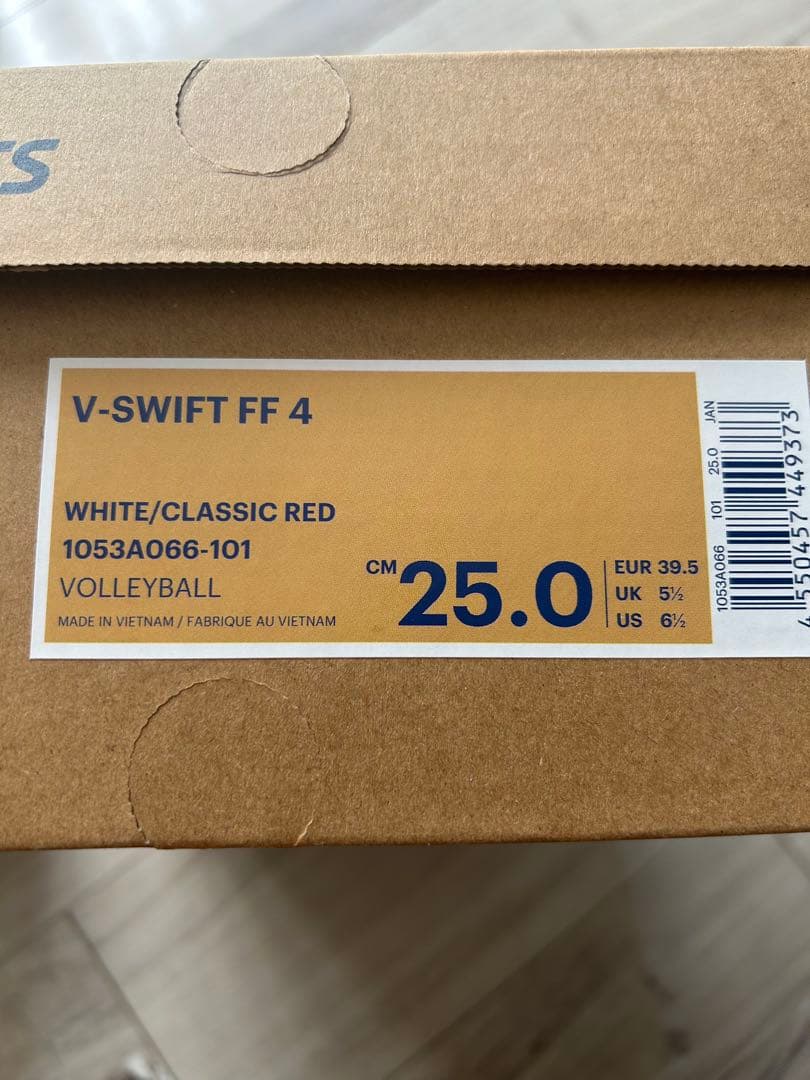 V-SWIFT FF 4
WHITE/CLASSIC RED
1053A066-101
VOLLEYBALL
MADE IN VIETNAM / FABRIQUE AU VIETNAM
CM 25.0
EUR 39.5
UK 5½
US 6½
1053A066 101 25.0 JAN
4550457449373